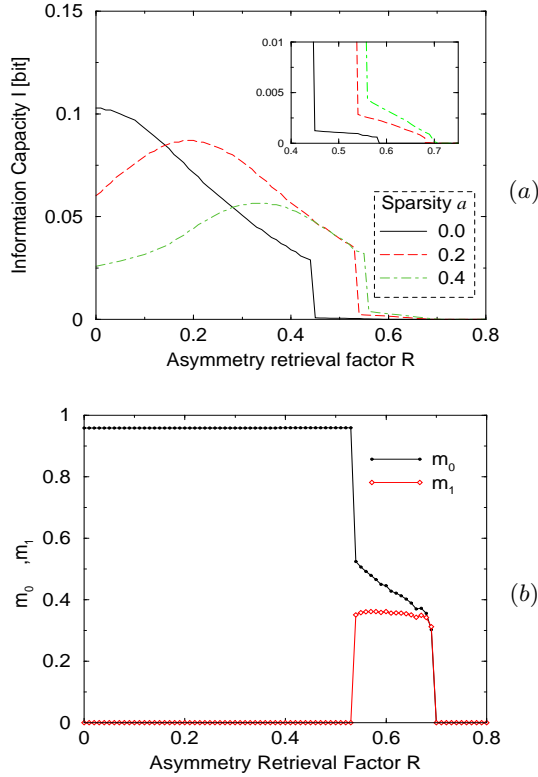 0.15
0.1
0.05
0
Informtaion Capacity I [bit]
0.01
0.005
0
0.4 0.5 0.6 0.7
Sparsity a
0.0
0.2
0.4
(a)
0 0.2 0.4 0.6 0.8
Asymmetry retrieval factor R
1
0.8
0.6
0.4
0.2
0
m0 ,m1
m0
m1
(b)
0 0.2 0.4 0.6 0.8
Asymmetry Retrieval Factor R